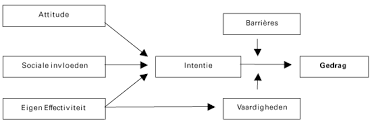 Attitude
Barrières
Sociale invloeden
Intentie
Gedrag
Eigen Effectiviteit
Vaardigheden